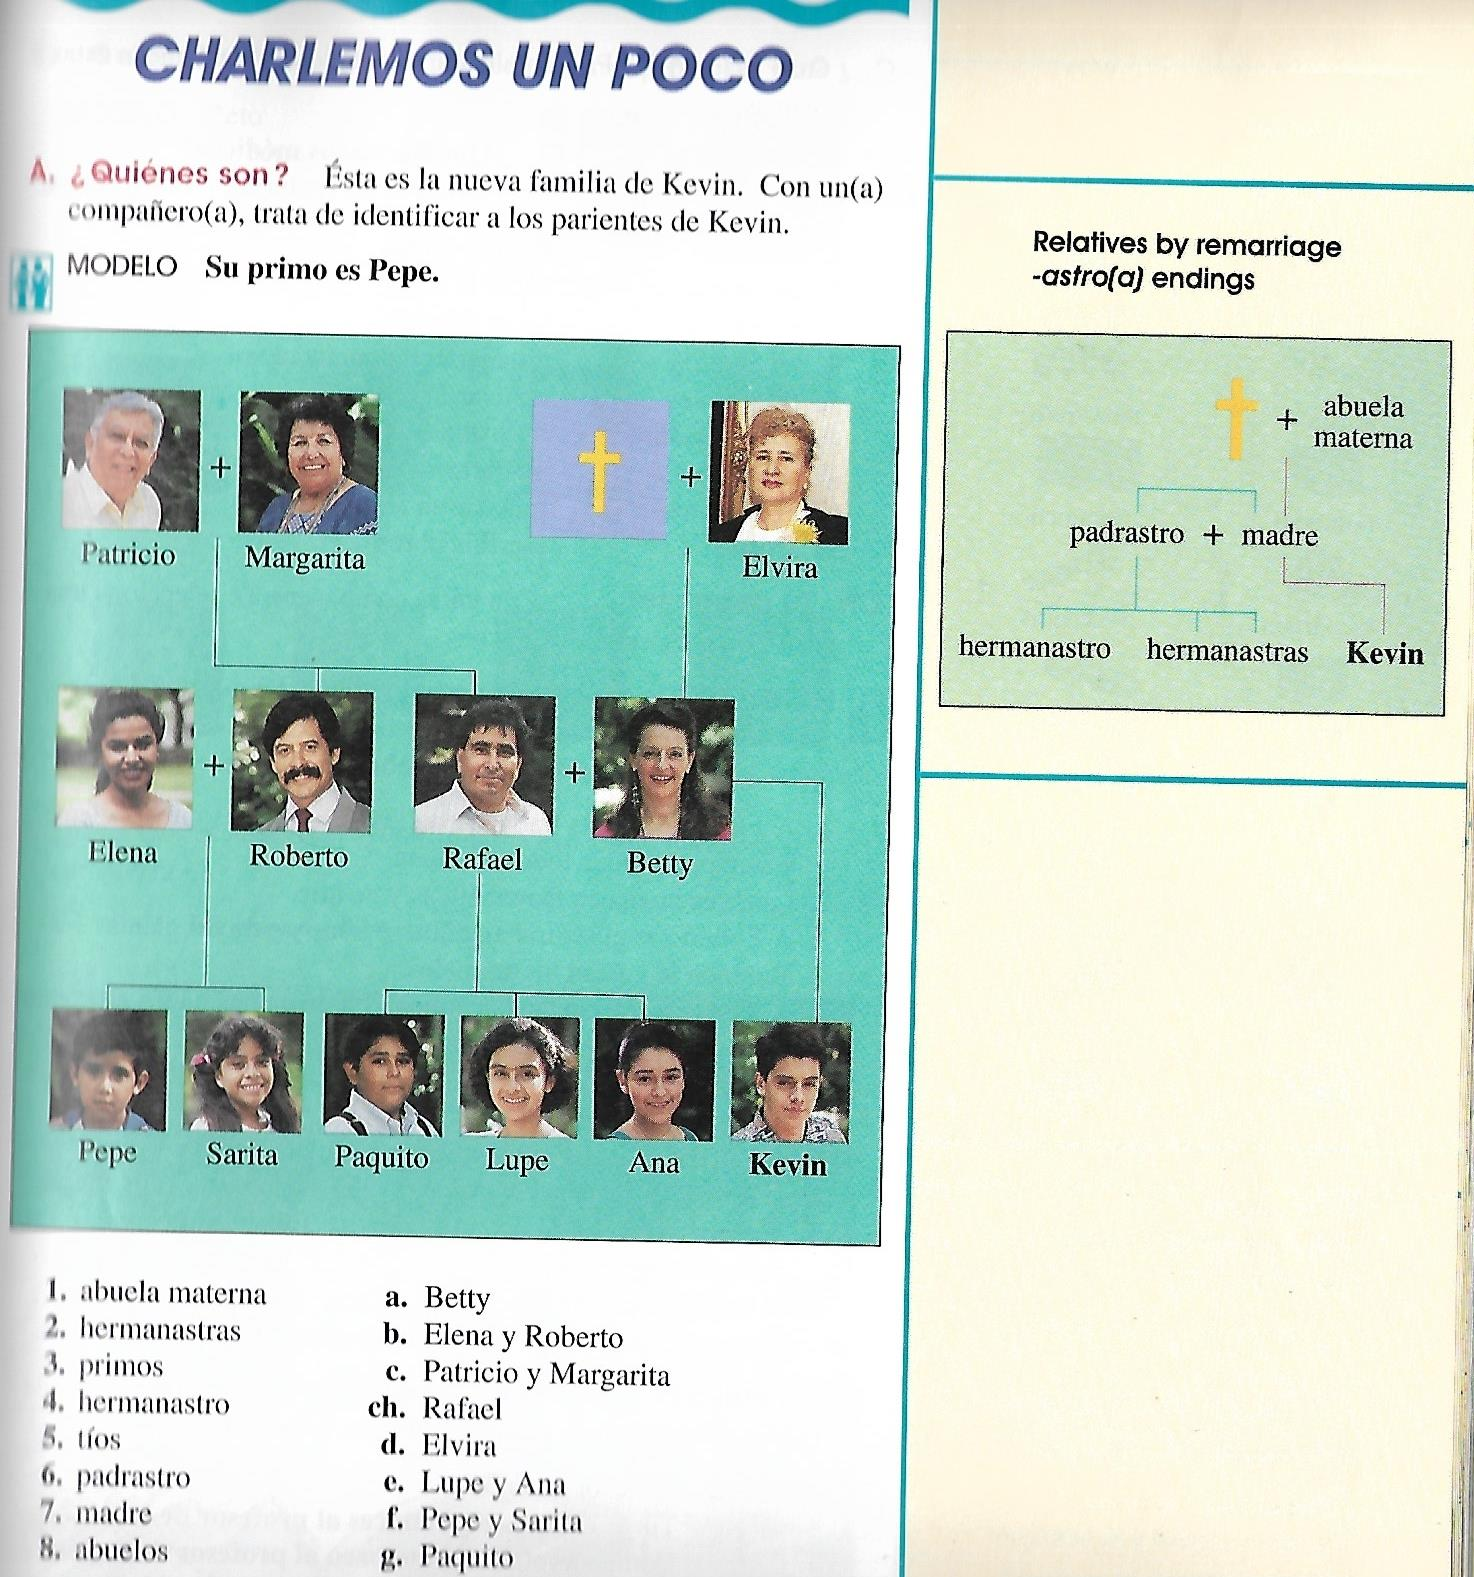 CHARLEMOS UN POCO
A. ¿Quiénes son? Ésta es la nueva familia de Kevin. Con un(a)
compañero(a), trata de identificar a los parientes de Kevin.
MODELO Su primo es Pepe.
Patricio
+
Margarita
+
Elvira
Elena
+
Roberto
Rafael
+
Betty
Pepe
Sarita
Paquito
Lupe
Ana
Kevin
1. abuela materna
2. hermanastras
3. primos
4. hermanastro
5. tíos
6. padrastro
7. madre
8. abuelos
a. Betty
b. Elena y Roberto
c. Patricio y Margarita
ch. Rafael
d. Elvira
e. Lupe y Ana
f. Pepe y Sarita
g. Paquito
Relatives by remarriage
-astro(a) endings
+ abuela
materna
padrastro + madre
hermanastro hermanastras Kevin